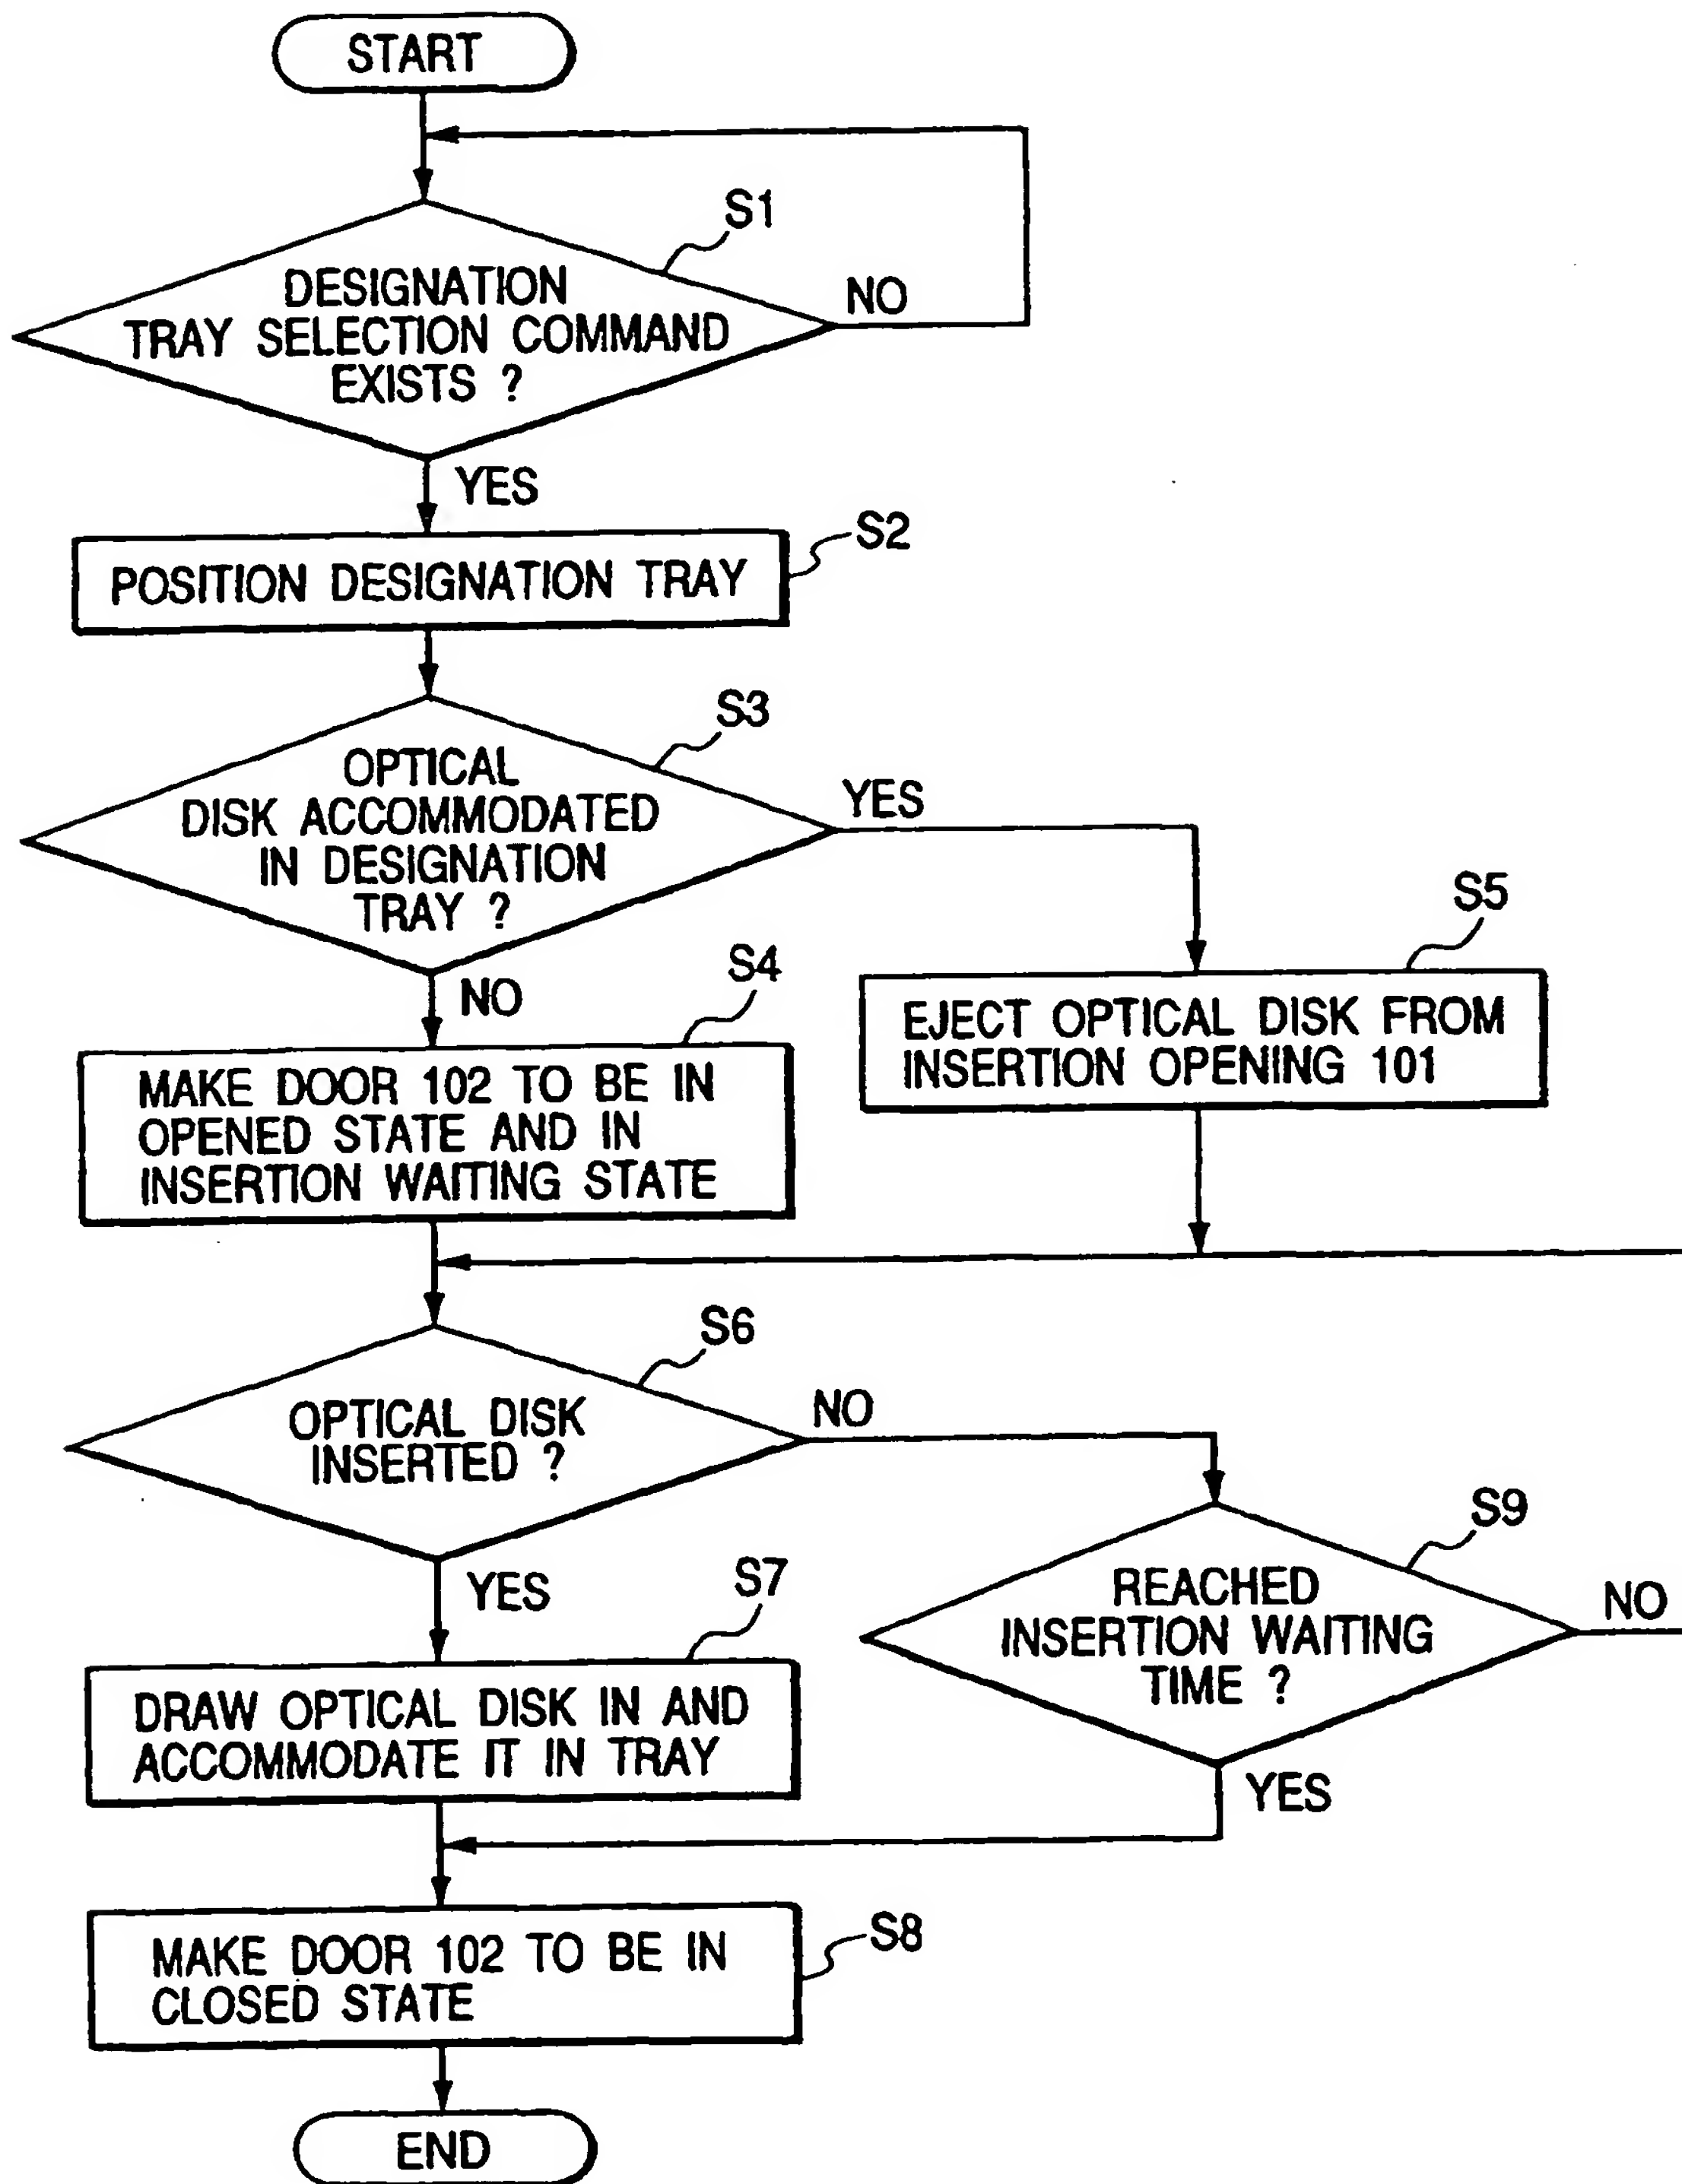 START
S1
DESIGNATION
TRAY SELECTION COMMAND
EXISTS ?
NO
YES
S2
POSITION DESIGNATION TRAY
S3
OPTICAL
DISK ACCOMMODATED
IN DESIGNATION
TRAY ?
YES
NO
S4
MAKE DOOR 102 TO BE IN
OPENED STATE AND IN
INSERTION WAITING STATE
S5
EJECT OPTICAL DISK FROM
INSERTION OPENING 101
S6
OPTICAL DISK
INSERTED ?
NO
YES
S9
REACHED
INSERTION WAITING
TIME ?
NO
YES
S7
DRAW OPTICAL DISK IN AND
ACCOMMODATE IT IN TRAY
S8
MAKE DOOR 102 TO BE IN
CLOSED STATE
END